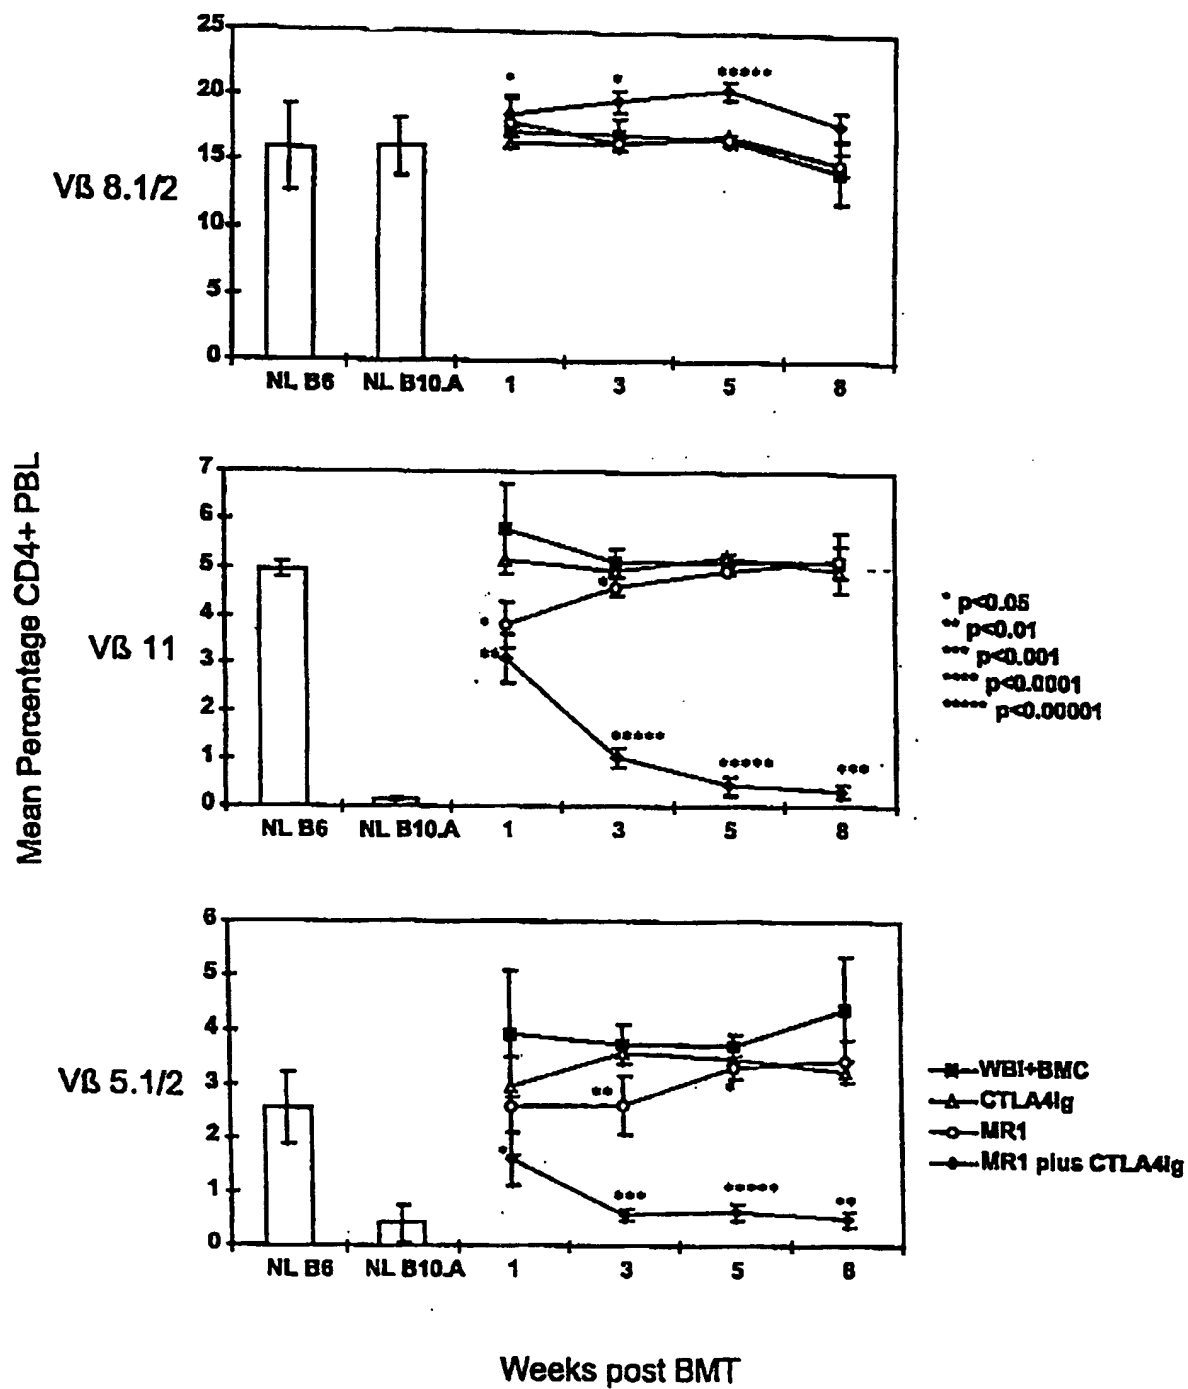 25
20
15
10
5
0
Vß 8.1/2
* * *****
NL B6 NL B10.A 1 3 5 8
Mean Percentage CD4+ PBL
7
6
5
4
3
2
1
0
Vß 11
* *
** ***** ***** ***
NL B6 NL B10.A 1 3 5 8
* p<0.05
** p<0.01
*** p<0.001
**** p<0.0001
***** p<0.00001
6
5
4
3
2
1
0
Vß 5.1/2
** *
* *** ***** **
NL B6 NL B10.A 1 3 5 8
WBI+BMC
CTLA4Ig
MR1
MR1 plus CTLA4Ig
Weeks post BMT